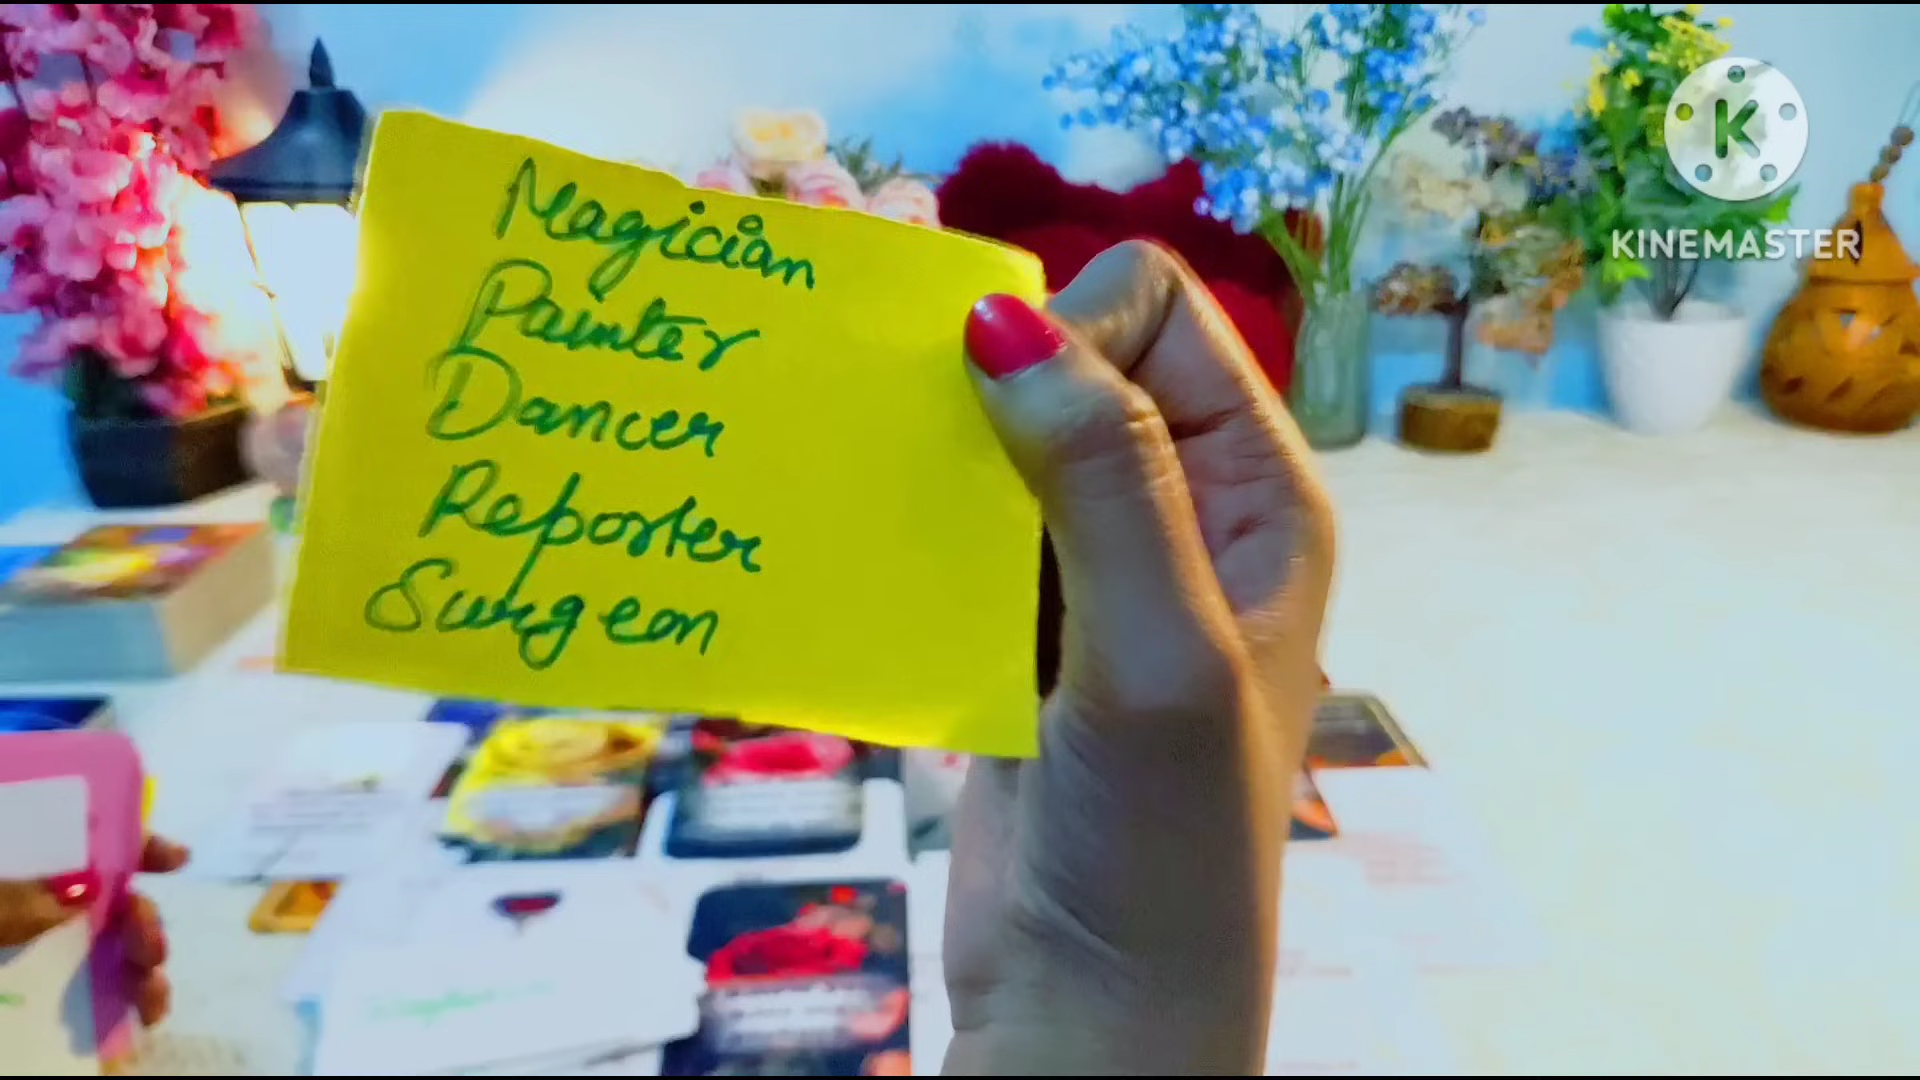 Magician
Painter
Dancer
Reporter
Surgeon
KINEMASTER